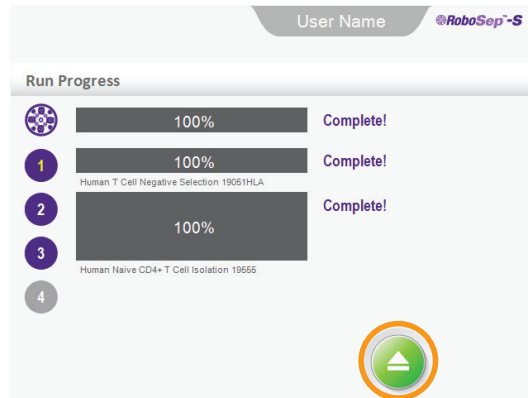 User Name
RoboSep™-S
Run Progress
100% Complete!
1 100% Complete!
Human T Cell Negative Selection 19051HLA
2 Complete!
100%
3
Human Naive CD4+ T Cell Isolation 19555
4